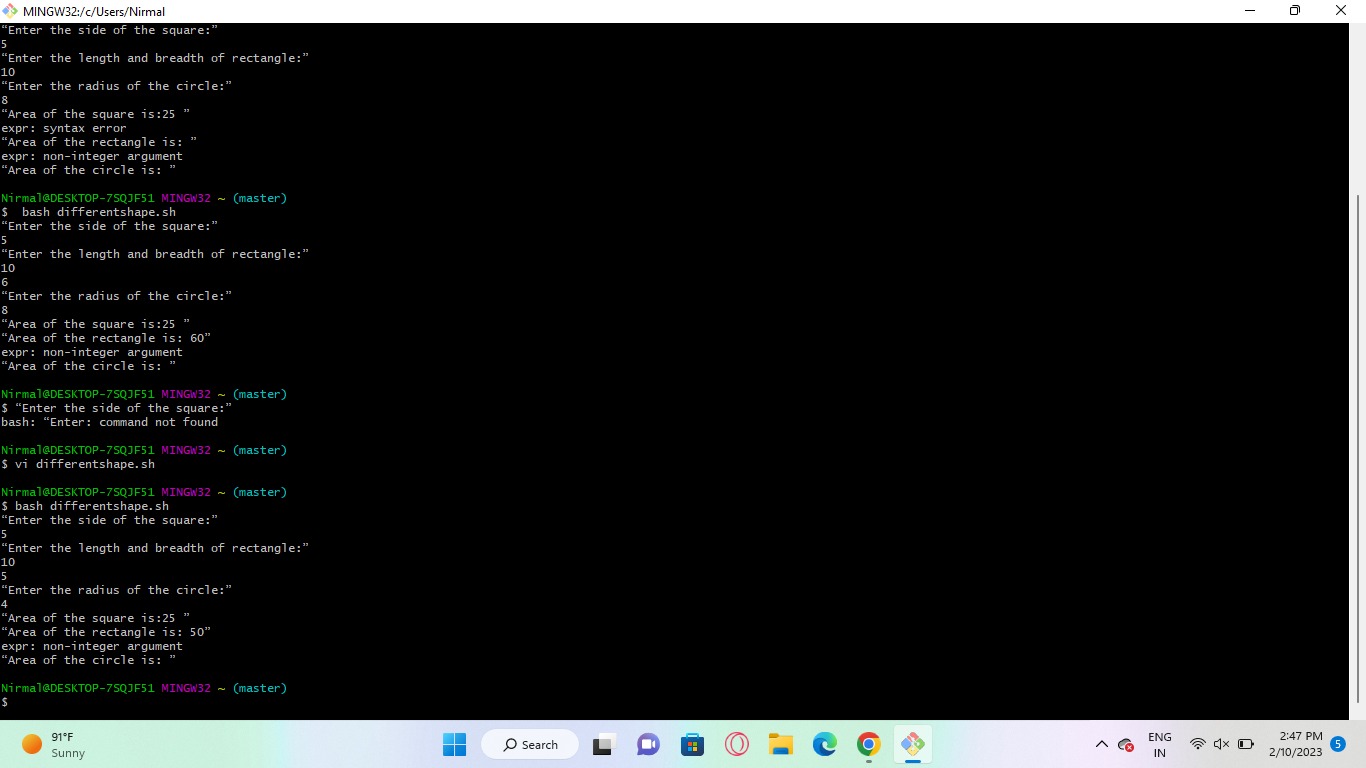 MINGW32:/c/Users/Nirmal
“Enter the side of the square:”
5
“Enter the length and breadth of rectangle:”
10
“Enter the radius of the circle:”
8
“Area of the square is:25 ”
expr: syntax error
“Area of the rectangle is: ”
expr: non-integer argument
“Area of the circle is: ”
Nirmal@DESKTOP-7SQJF51 MINGW32 ~ (master)
$  bash differentshape.sh
“Enter the side of the square:”
5
“Enter the length and breadth of rectangle:”
10
6
“Enter the radius of the circle:”
8
“Area of the square is:25 ”
“Area of the rectangle is: 60”
expr: non-integer argument
“Area of the circle is: ”
Nirmal@DESKTOP-7SQJF51 MINGW32 ~ (master)
$ “Enter the side of the square:”
bash: “Enter: command not found
Nirmal@DESKTOP-7SQJF51 MINGW32 ~ (master)
$ vi differentshape.sh
Nirmal@DESKTOP-7SQJF51 MINGW32 ~ (master)
$ bash differentshape.sh
“Enter the side of the square:”
5
“Enter the length and breadth of rectangle:”
10
5
“Enter the radius of the circle:”
4
“Area of the square is:25 ”
“Area of the rectangle is: 50”
expr: non-integer argument
“Area of the circle is: ”
Nirmal@DESKTOP-7SQJF51 MINGW32 ~ (master)
$
91°F
Sunny
Search
ENG
IN
2:47 PM
2/10/2023
5